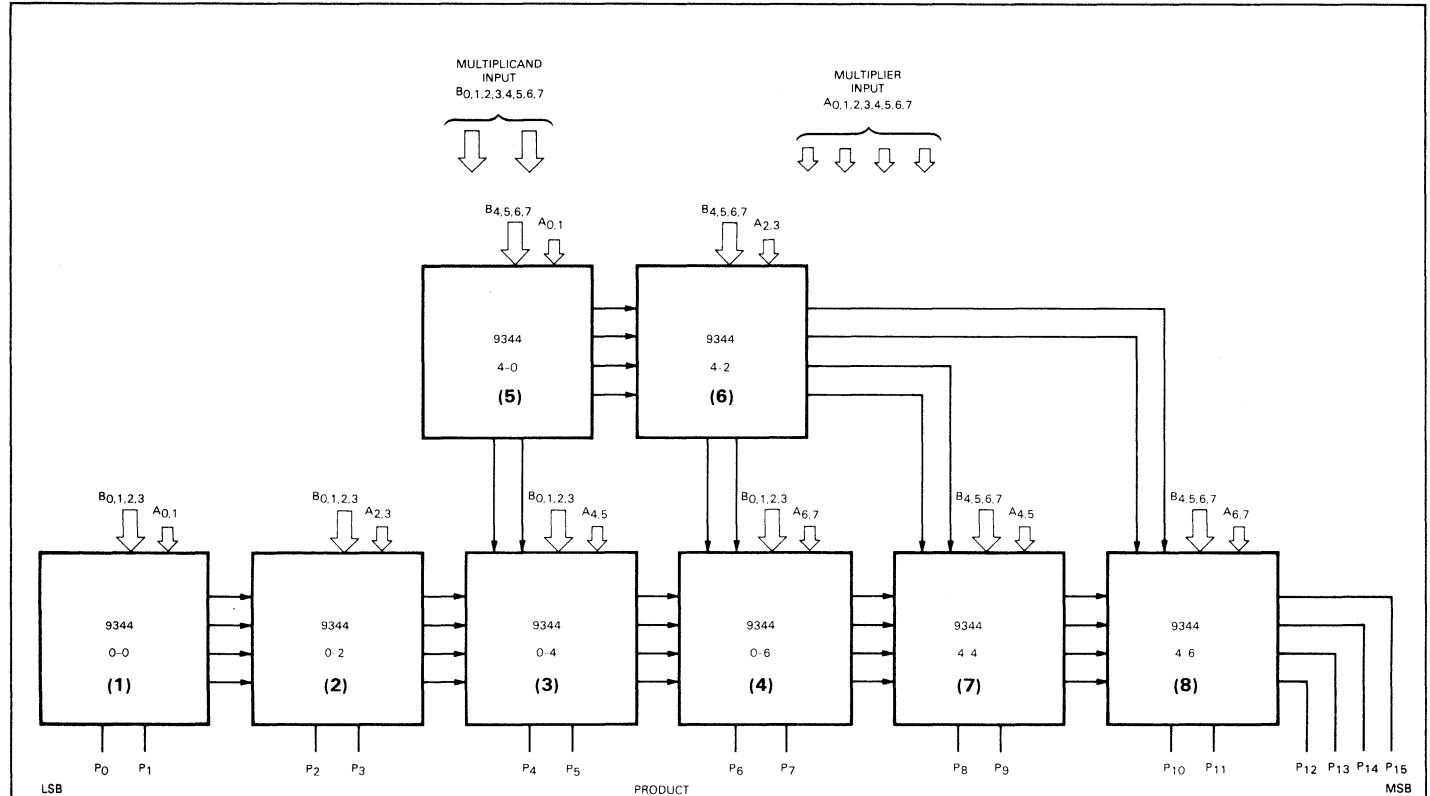 MULTIPLICAND
INPUT
B0,1,2,3,4,5,6,7
MULTIPLIER
INPUT
A0,1,2,3,4,5,6,7
B4,5,6,7
A0,1
B4,5,6,7
A2,3
9344
4-0
(5)
9344
4-2
(6)
B0,1,2,3
A0,1
B0,1,2,3
A2,3
B0,1,2,3
A4,5
B0,1,2,3
A6,7
B4,5,6,7
A4,5
B4,5,6,7
A6,7
9344
0-0
(1)
9344
0-2
(2)
9344
0-4
(3)
9344
0-6
(4)
9344
4-4
(7)
9344
4-6
(8)
P0 P1 P2 P3 P4 P5 P6 P7 P8 P9 P10 P11 P12 P13 P14 P15
LSB PRODUCT MSB